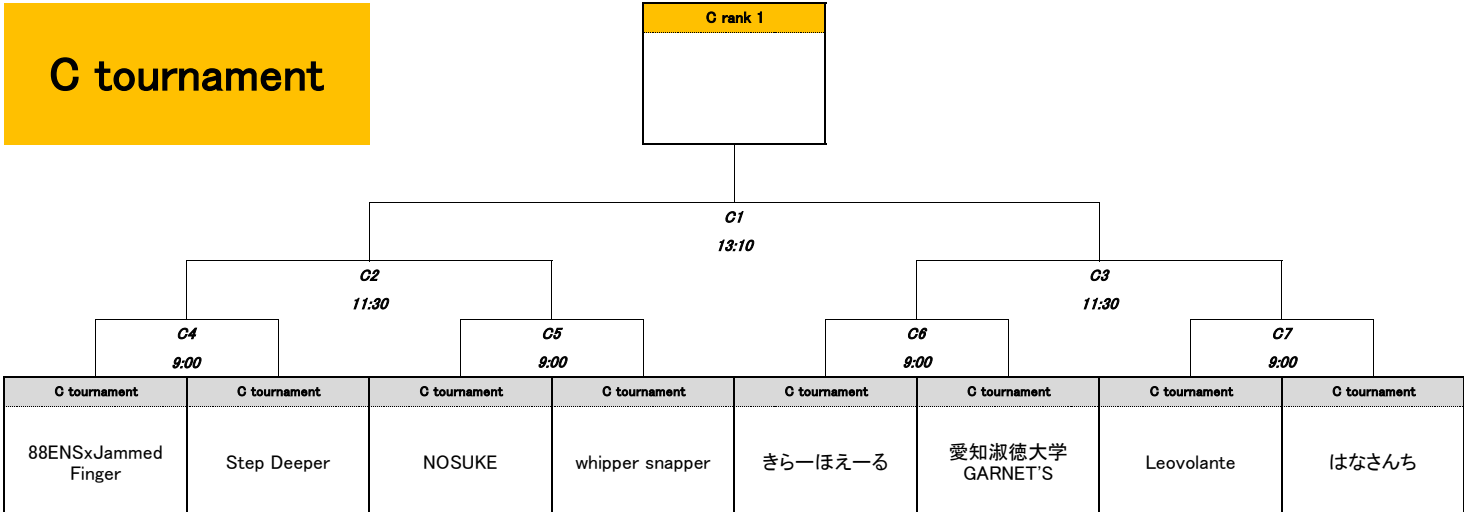 C tournament
C rank 1
C1
13:10
C2
11:30
C3
11:30
C4
9:00
C5
9:00
C6
9:00
C7
9:00
C tournament
C tournament
C tournament
C tournament
C tournament
C tournament
C tournament
C tournament
88ENSxJammed
Finger
Step Deeper
NOSUKE
whipper snapper
きらーほえーる
愛知淑徳大学
GARNET'S
Leovolante
はなさんち